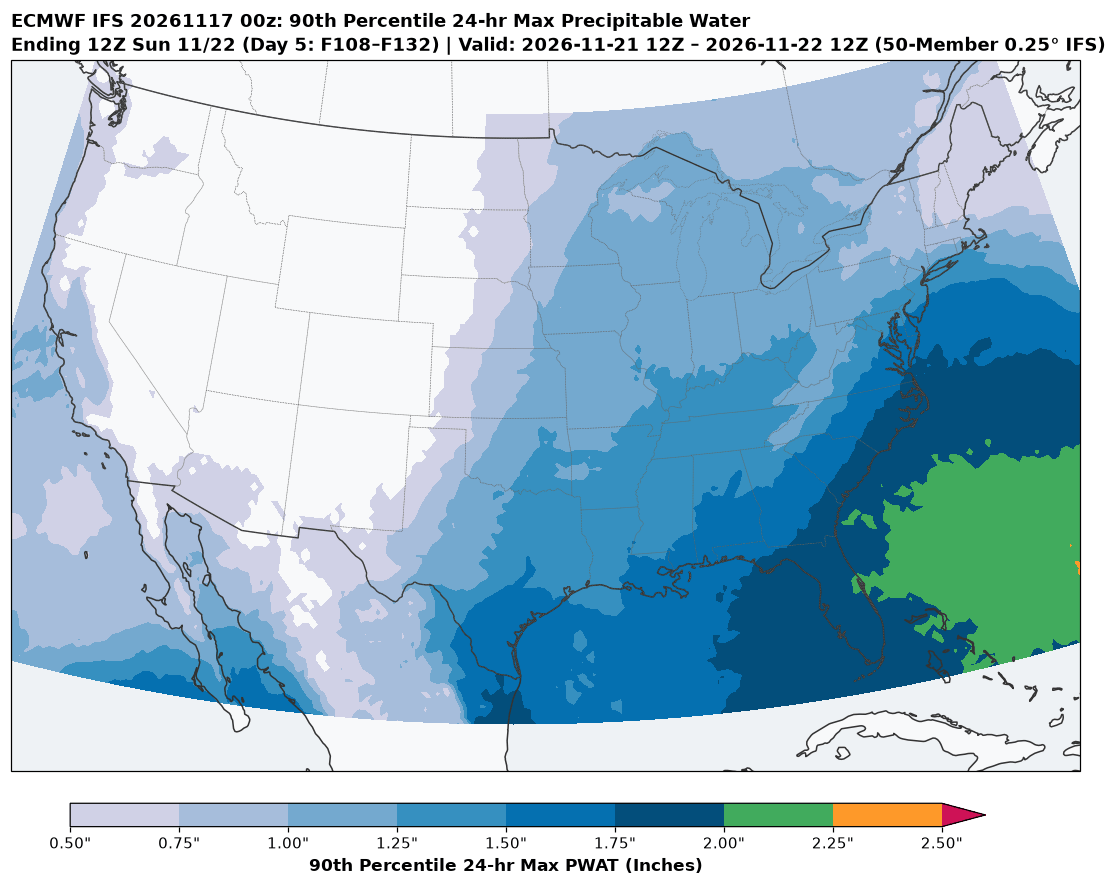 ECMWF IFS 20261117 00z: 90th Percentile 24-hr Max Precipitable Water
Ending 12Z Sun 11/22 (Day 5: F108–F132) | Valid: 2026-11-21 12Z – 2026-11-22 12Z (50-Member 0.25° IFS)
0.50" 0.75" 1.00" 1.25" 1.50" 1.75" 2.00" 2.25" 2.50"
90th Percentile 24-hr Max PWAT (Inches)